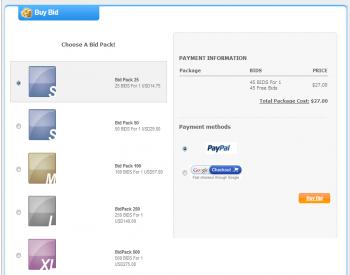 Buy Bid
Choose A Bid Pack!
S
Bid Pack 25
25 BIDS For 1 USD14.75
S
Bid Pack 50
50 BIDS For 1 USD29.00
M
Bid Pack 100
100 BIDS For 1 USD57.00
L
BidPack 250
250 BIDS For 1
USD140.00
XL
BidPack 500
500 BIDS For 1
USD275.00
PAYMENT INFORMATION
Package BIDS PRICE
45 BIDS For 1
45 Free Bids
$27.00
Total Package Cost: $27.00
Payment methods
PayPal
Google Checkout
Fast checkout through Google
Buy Bid